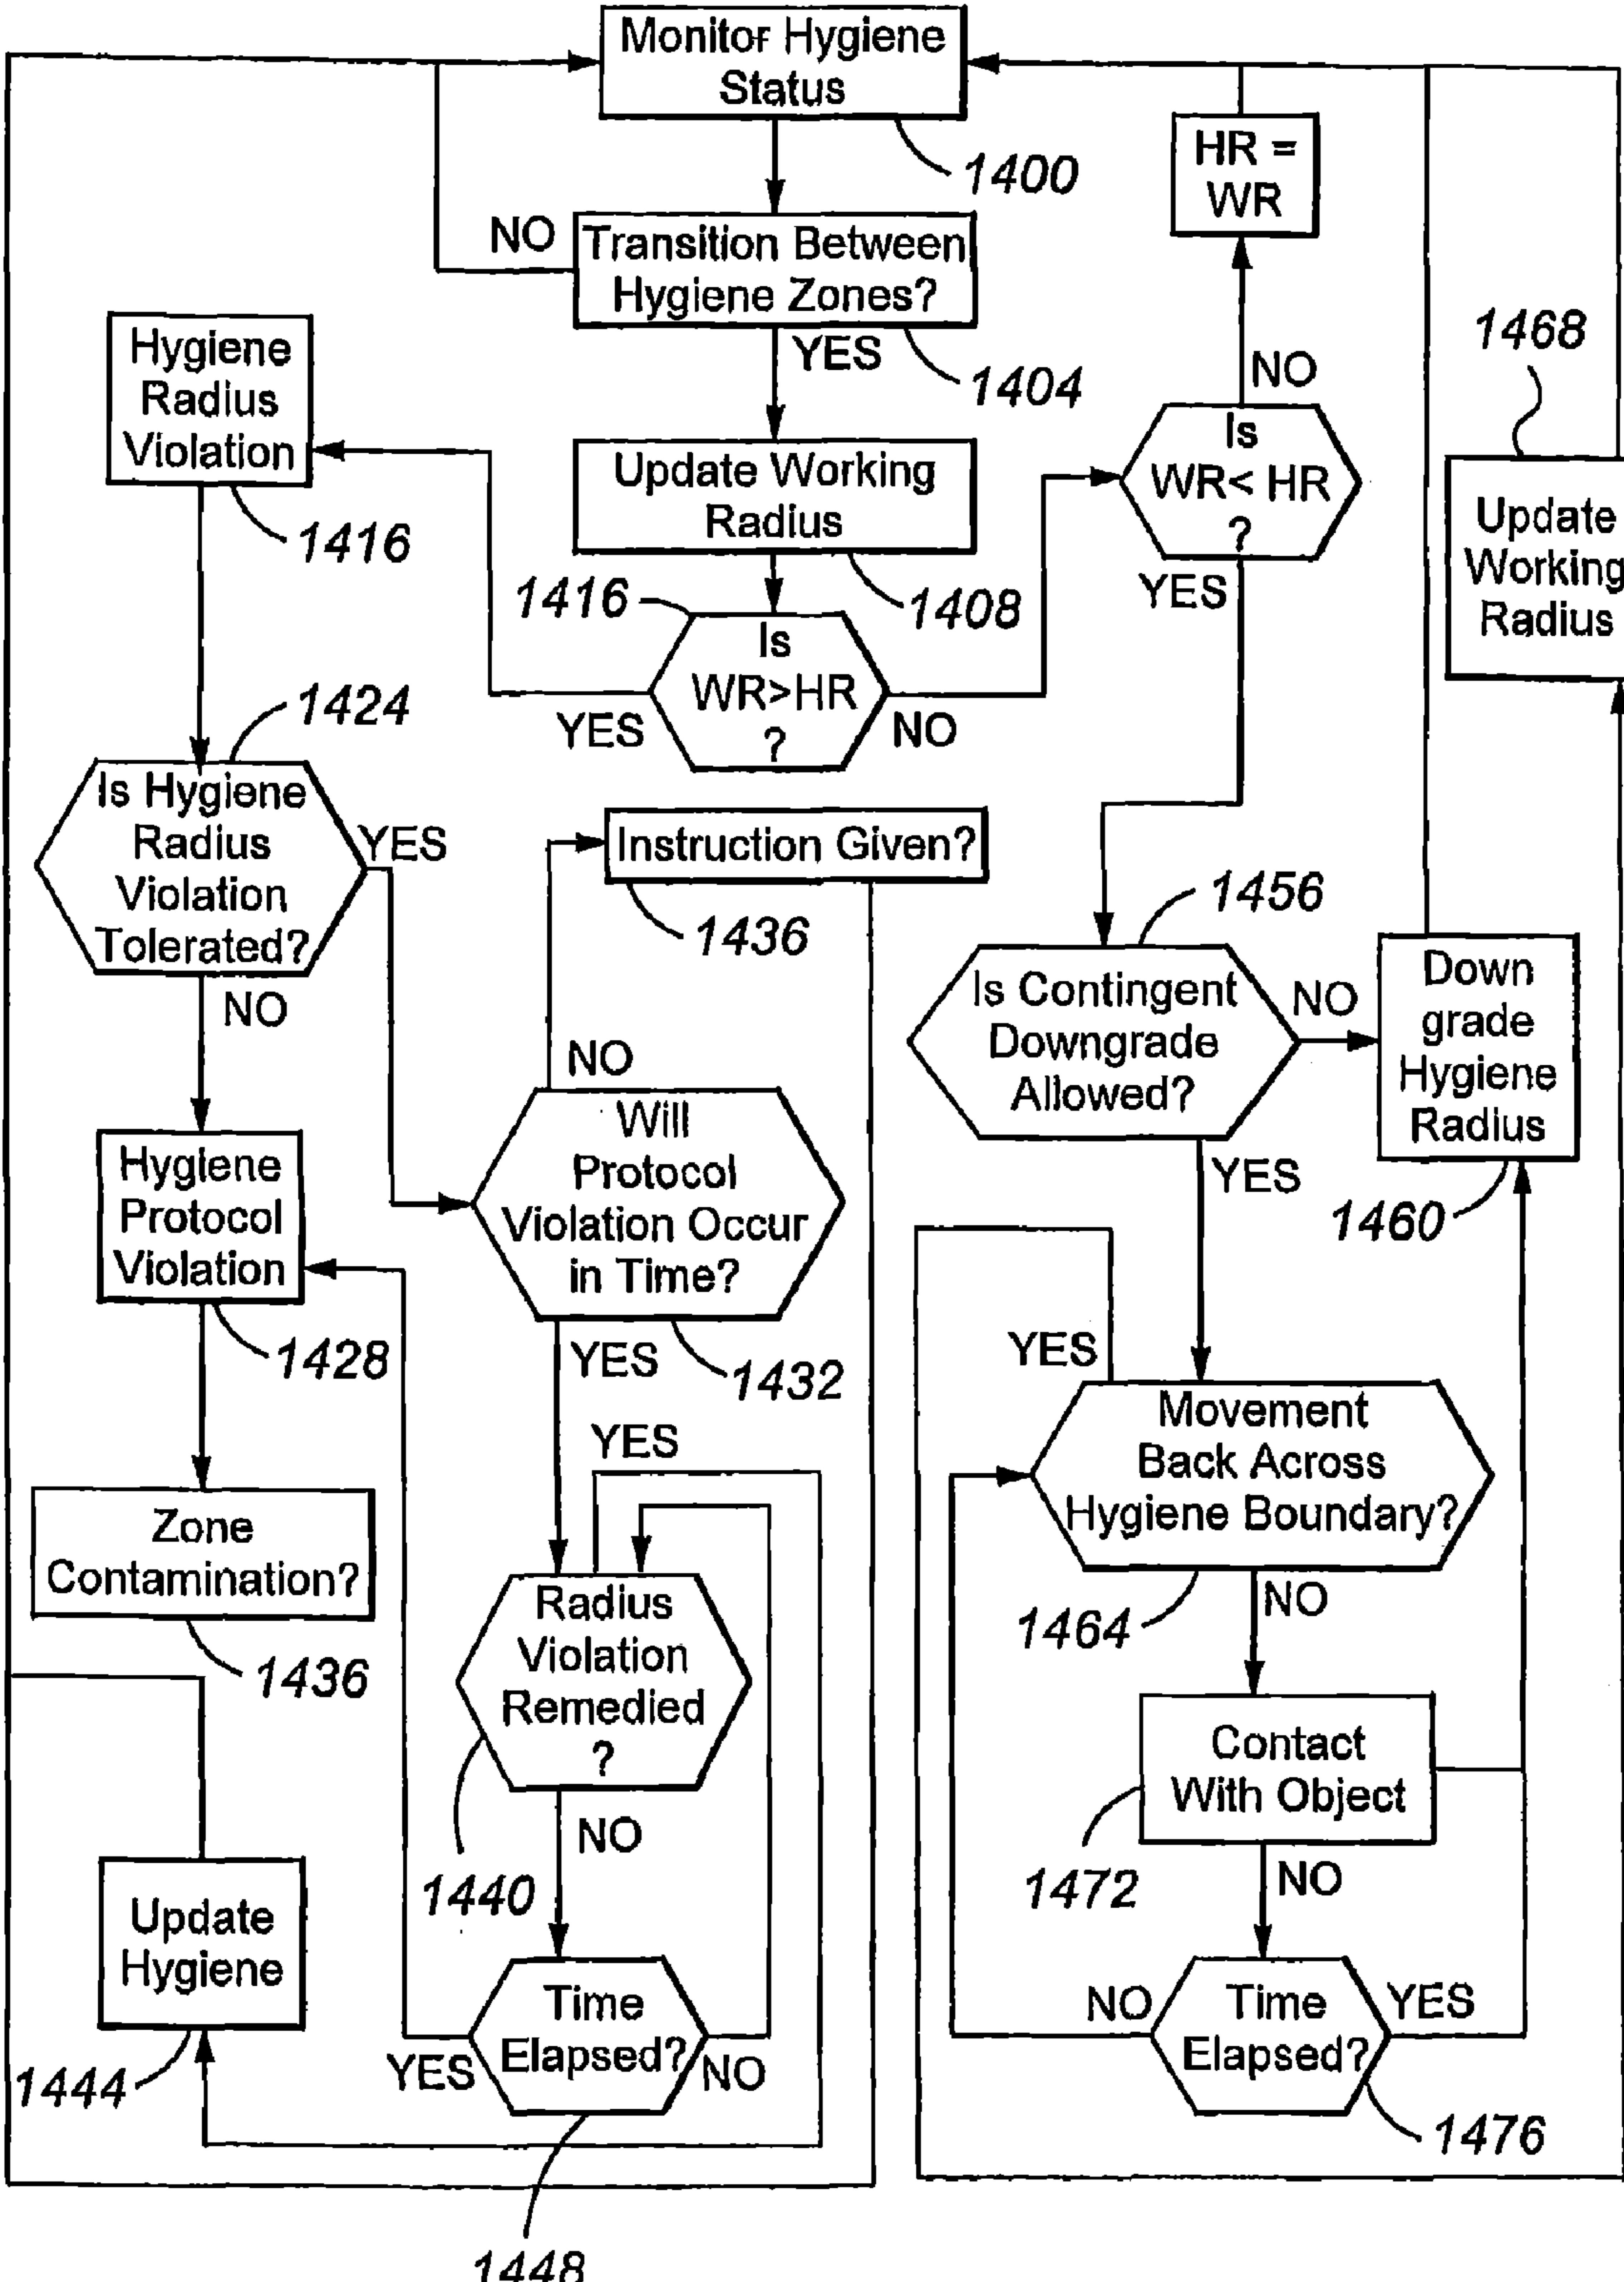 Monitor Hygiene
Status
1400
HR =
WR
NO
Transition Between
Hygiene Zones?
YES
1404
Hygiene
Radius
Violation
1416
Update Working
Radius
1408
NO
Is
WR< HR
?
YES
1468
Update
Working
Radius
1416
Is
WR>HR
?
YES
NO
1424
Is Hygiene
Radius
Violation
Tolerated?
YES
NO
Instruction Given?
1436
1456
Is Contingent
Downgrade
Allowed?
NO
YES
Down
grade
Hygiene
Radius
1460
NO
Will
Protocol
Violation Occur
in Time?
YES
1432
Hygiene
Protocol
Violation
1428
YES
Movement
Back Across
Hygiene Boundary?
NO
1464
YES
Zone
Contamination?
1436
Radius
Violation
Remedied
?
NO
1440
Contact
With Object
NO
1472
Update
Hygiene
1444
Time
Elapsed?
YES
NO
1448
NO
Time
Elapsed?
YES
1476